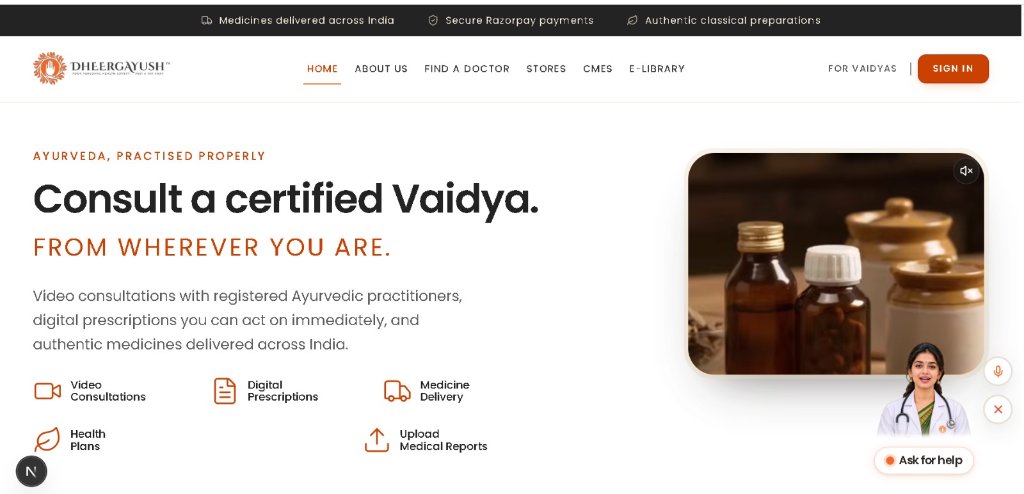 Medicines delivered across India
Secure Razorpay payments
Authentic classical preparations
DHEERGAYUSH
HOME
ABOUT US
FIND A DOCTOR
STORES
CMES
E-LIBRARY
FOR VAIDYAS
SIGN IN
AYURVEDA, PRACTISED PROPERLY
Consult a certified Vaidya.
FROM WHEREVER YOU ARE.
Video consultations with registered Ayurvedic practitioners,
digital prescriptions you can act on immediately, and
authentic medicines delivered across India.
Video
Consultations
Digital
Prescriptions
Medicine
Delivery
Health
Plans
Upload
Medical Reports
N
Ask for help